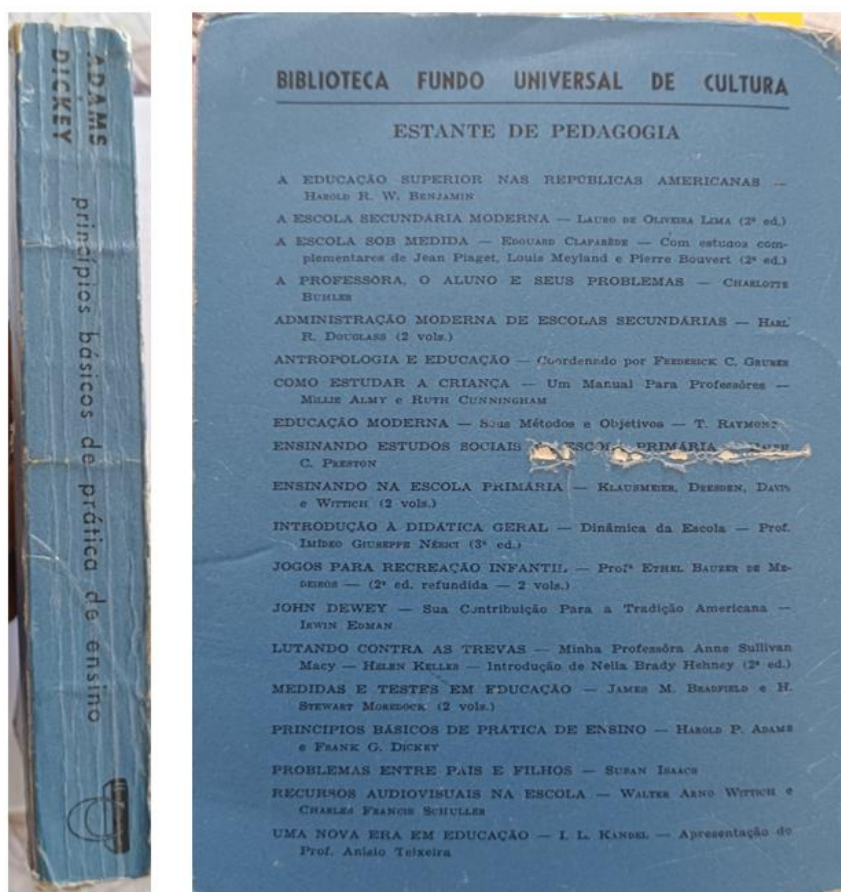 ADAMS
DICKEY
princípios básicos de prática de ensino
BIBLIOTECA FUNDO UNIVERSAL DE CULTURA
ESTANTE DE PEDAGOGIA
A EDUCAÇÃO SUPERIOR NAS REPÚBLICAS AMERICANAS —
HAROLD R. W. BENJAMIN
A ESCOLA SECUNDÁRIA MODERNA — LAURO DE OLIVEIRA LIMA (2ª ed.)
A ESCOLA SOB MEDIDA — EDOUARD CLAPARÈDE — Com estudos com-
plementares de Jean Piaget, Louis Meyland e Pierre Bouvert (2ª ed.)
A PROFESSÔRA, O ALUNO E SEUS PROBLEMAS — CHARLOTTE
BUHLER
ADMINISTRAÇÃO MODERNA DE ESCOLAS SECUNDÁRIAS — HARL
R. DOUGLASS (2 vols.)
ANTROPOLOGIA E EDUCAÇÃO — Coordenado por FREDERICK C. GRUBER
COMO ESTUDAR A CRIANÇA — Um Manual Para Professôres —
MILLIE ALMY e RUTH CUNNINGHAM
EDUCAÇÃO MODERNA — Seus Métodos e Objetivos — T. RAYMONT
ENSINANDO ESTUDOS SOCIAIS ESCOLA PRIMÁRIA — RALPH
C. PRESTON
ENSINANDO NA ESCOLA PRIMÁRIA — KLAUSMEIER, DRESDEN, DAVIS
e WITTICH (2 vols.)
INTRODUÇÃO À DIDÁTICA GERAL — Dinâmica da Escola — Prof.
IMÍDEO GIUSEPPE NÉRICI (3ª ed.)
JOGOS PARA RECREAÇÃO INFANTIL — Profª ETHEL BAUZER DE ME-
DEIROS — (2ª ed. refundida — 2 vols.)
JOHN DEWEY — Sua Contribuição Para a Tradição Americana —
IRWIN EDMAN
LUTANDO CONTRA AS TREVAS — Minha Professôra Anne Sullivan
Macy — HELEN KELLER — Introdução de Nella Brady Hehney (2ª ed.)
MEDIDAS E TESTES EM EDUCAÇÃO — JAMES M. BRADFIELD e H.
STEWART MOREDOCK (2 vols.)
PRINCÍPIOS BÁSICOS DE PRÁTICA DE ENSINO — HAROLD P. ADAMS
e FRANK G. DICKEY
PROBLEMAS ENTRE PAIS E FILHOS — SUSAN ISAACS
RECURSOS AUDIOVISUAIS NA ESCOLA — WALTER ARNO WITTICH e
CHARLES FRANCIS SCHULLER
UMA NOVA ERA EM EDUCAÇÃO — I. L. KANDEL — Apresentação do
Prof. Anísio Teixeira